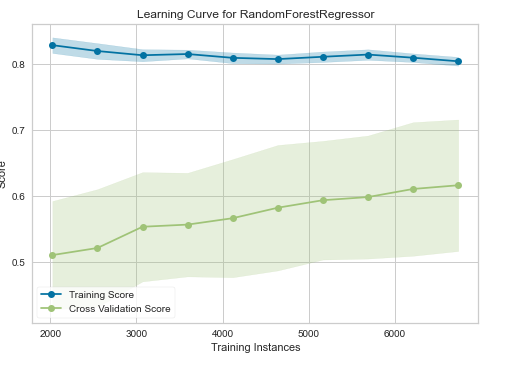 Learning Curve for RandomForestRegressor
0.8
0.7
0.6
0.5
Score
Training Score
Cross Validation Score
2000 3000 4000 5000 6000
Training Instances